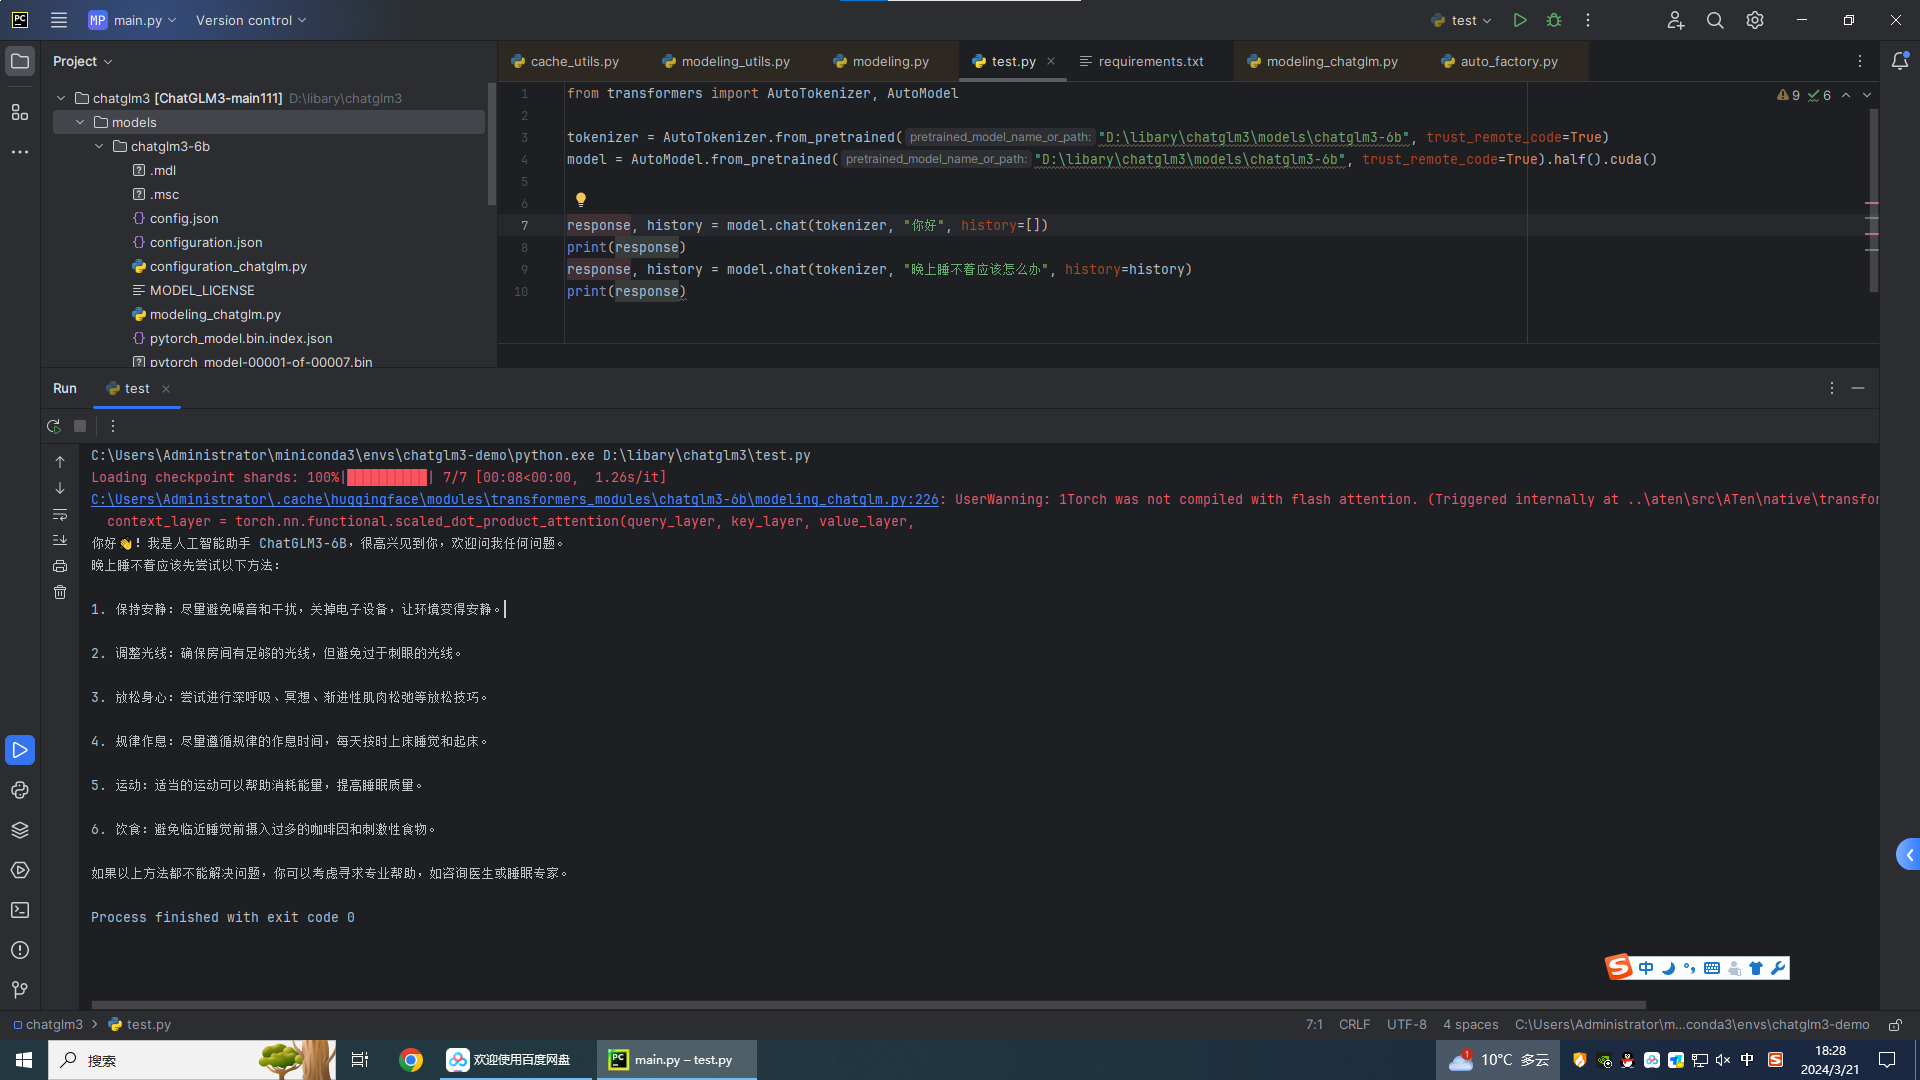 PC MP main.py Version control test
Project
cache_utils.py modeling_utils.py modeling.py test.py requirements.txt modeling_chatglm.py auto_factory.py
chatglm3 [ChatGLM3-main111] D:\libary\chatglm3
models
chatglm3-6b
.mdl
.msc
config.json
configuration.json
configuration_chatglm.py
MODEL_LICENSE
modeling_chatglm.py
pytorch_model.bin.index.json
pytorch_model-00001-of-00007.bin
9 6
1 from transformers import AutoTokenizer, AutoModel
2
3 tokenizer = AutoTokenizer.from_pretrained( pretrained_model_name_or_path: "D:\libary\chatglm3\models\chatglm3-6b", trust_remote_code=True)
4 model = AutoModel.from_pretrained( pretrained_model_name_or_path: "D:\libary\chatglm3\models\chatglm3-6b", trust_remote_code=True).half().cuda()
5
6
7 response, history = model.chat(tokenizer, "你好", history=[])
8 print(response)
9 response, history = model.chat(tokenizer, "晚上睡不着应该怎么办", history=history)
10 print(response)
Run test
C:\Users\Administrator\miniconda3\envs\chatglm3-demo\python.exe D:\libary\chatglm3\test.py
Loading checkpoint shards: 100%|██████████| 7/7 [00:08<00:00, 1.26s/it]
C:\Users\Administrator\.cache\huggingface\modules\transformers_modules\chatglm3-6b\modeling_chatglm.py:226: UserWarning: 1Torch was not compiled with flash attention. (Triggered internally at ..\aten\src\ATen\native\transfor
context_layer = torch.nn.functional.scaled_dot_product_attention(query_layer, key_layer, value_layer,
你好👋！我是人工智能助手 ChatGLM3-6B，很高兴见到你，欢迎问我任何问题。
晚上睡不着应该先尝试以下方法：
1. 保持安静：尽量避免噪音和干扰，关掉电子设备，让环境变得安静。
2. 调整光线：确保房间有足够的光线，但避免过于刺眼的光线。
3. 放松身心：尝试进行深呼吸、冥想、渐进性肌肉松弛等放松技巧。
4. 规律作息：尽量遵循规律的作息时间，每天按时上床睡觉和起床。
5. 运动：适当的运动可以帮助消耗能量，提高睡眠质量。
6. 饮食：避免临近睡觉前摄入过多的咖啡因和刺激性食物。
如果以上方法都不能解决问题，你可以考虑寻求专业帮助，如咨询医生或睡眠专家。
Process finished with exit code 0
S 中
chatglm3 test.py 7:1 CRLF UTF-8 4 spaces C:\Users\Administrator\m...conda3\envs\chatglm3-demo
搜索 欢迎使用百度网盘 PC main.py – test.py 1 10°C 多云 中 S 18:28
2024/3/21